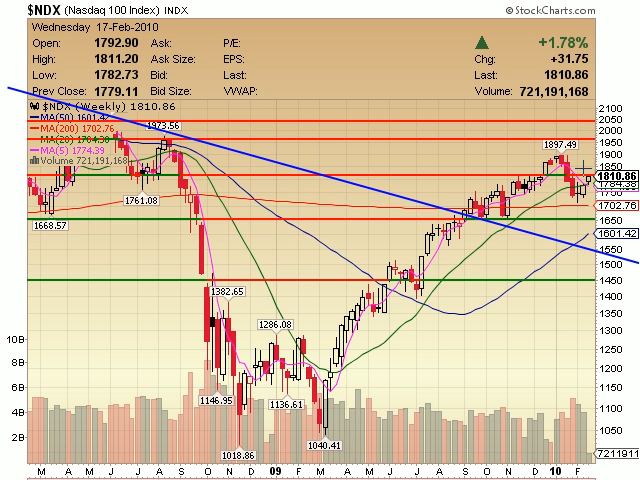 $NDX (Nasdaq 100 Index) INDX
© StockCharts.com
Wednesday 17-Feb-2010
Open: 1792.90 Ask: P/E: +1.78%
High: 1811.20 Ask Size: EPS: Chg: +31.75
Low: 1782.73 Bid: Last: Last: 1810.86
Prev Close: 1779.11 Bid Size: VWAP: Volume: 721,191,168
$NDX (Weekly) 1810.86
MA(50) 1601.42
MA(200) 1702.76
MA(20) 1784.38
MA(5) 1774.39
Volume 721,191,168
1973.56
1897.49
1761.08
1668.57
1382.65
1286.08
1146.95
1136.61
1040.41
1018.86
2100
2050
2000
1950
1900
1850
1810.86
1784.38
1702.76
1650
1601.42
1550
1500
1450
1400
1350
1300
1250
1200
1150
1100
1050
7211911
10B
8B
6B
4B
2B
M A M J J A S O N D 09 F M A M J J A S O N D 10 F